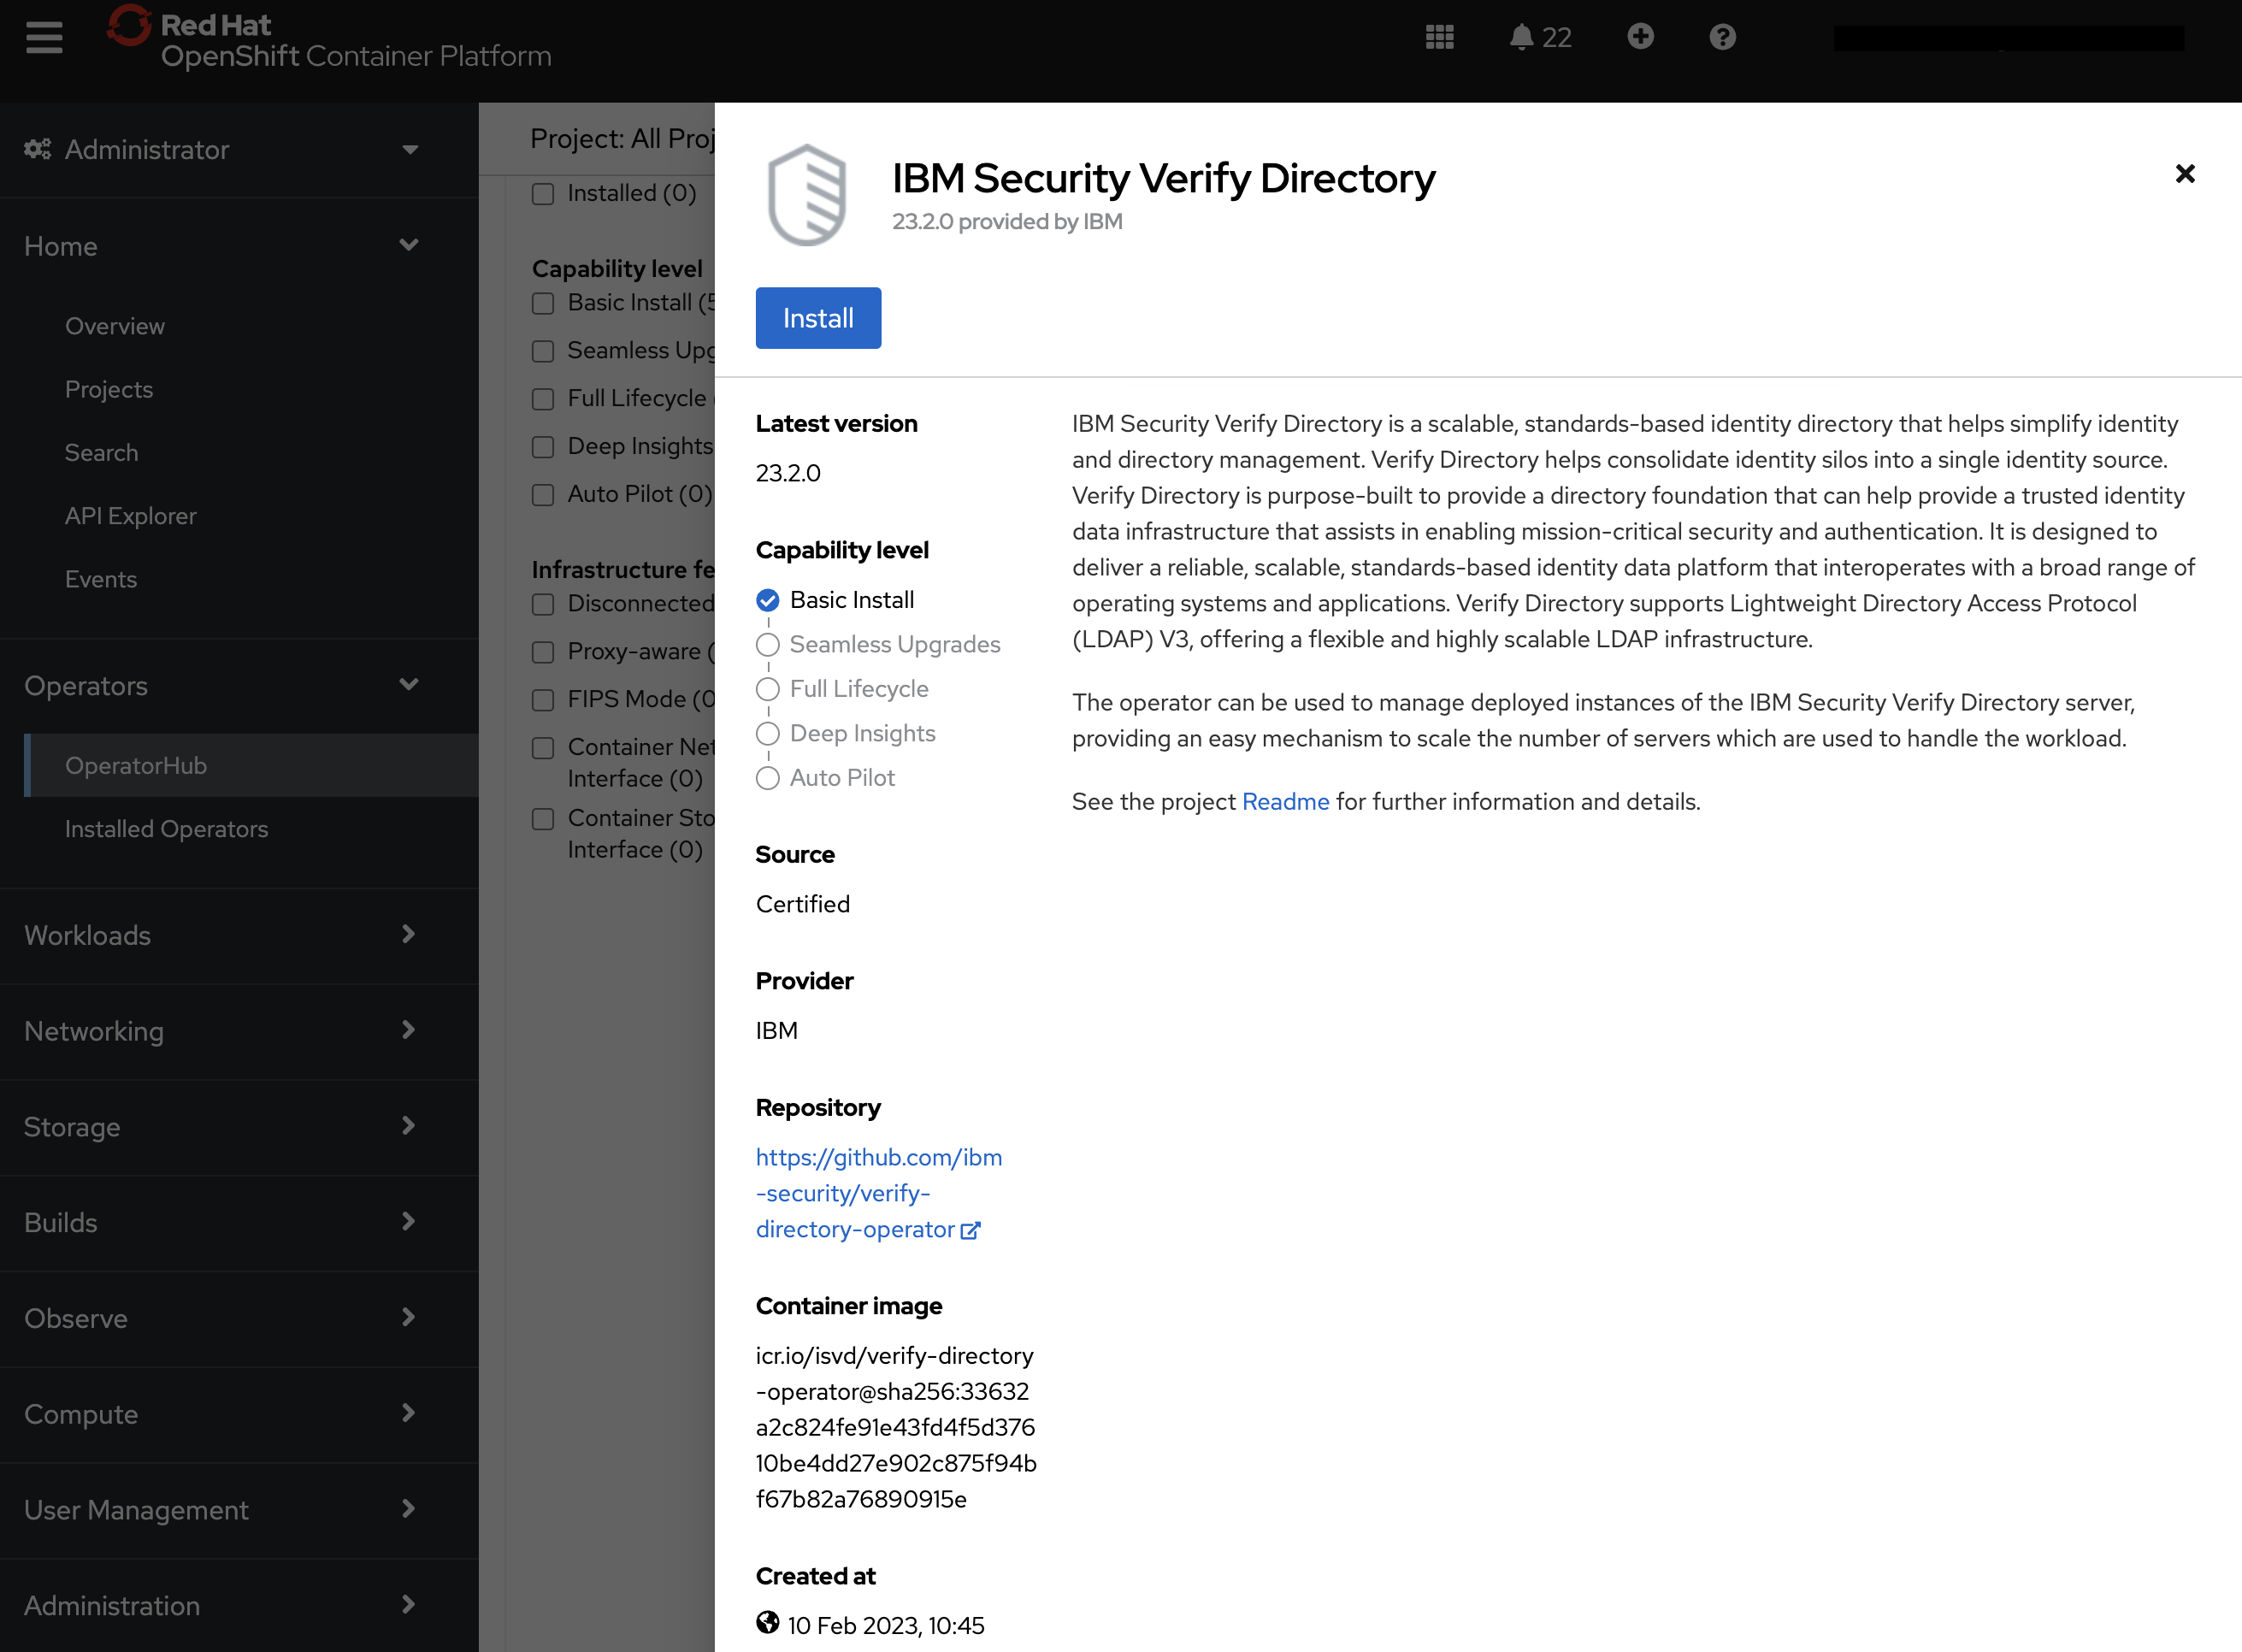 Red Hat
OpenShift Container Platform
22
Administrator
Home
Overview
Projects
Search
API Explorer
Events
Operators
OperatorHub
Installed Operators
Workloads
Networking
Storage
Builds
Observe
Compute
User Management
Administration
Project: All Proj
Installed (0)
Capability level
Basic Install (5
Seamless Upg
Full Lifecycle (
Deep Insights
Auto Pilot (0)
Infrastructure fe
Disconnected
Proxy-aware (
FIPS Mode (0
Container Net
Interface (0)
Container Sto
Interface (0)
IBM Security Verify Directory
23.2.0 provided by IBM
Install
Latest version
23.2.0
Capability level
Basic Install
Seamless Upgrades
Full Lifecycle
Deep Insights
Auto Pilot
Source
Certified
Provider
IBM
Repository
https://github.com/ibm
-security/verify-
directory-operator
Container image
icr.io/isvd/verify-directory
-operator@sha256:33632
a2c824fe91e43fd4f5d376
10be4dd27e902c875f94b
f67b82a76890915e
Created at
10 Feb 2023, 10:45
IBM Security Verify Directory is a scalable, standards-based identity directory that helps simplify identity
and directory management. Verify Directory helps consolidate identity silos into a single identity source.
Verify Directory is purpose-built to provide a directory foundation that can help provide a trusted identity
data infrastructure that assists in enabling mission-critical security and authentication. It is designed to
deliver a reliable, scalable, standards-based identity data platform that interoperates with a broad range of
operating systems and applications. Verify Directory supports Lightweight Directory Access Protocol
(LDAP) V3, offering a flexible and highly scalable LDAP infrastructure.
The operator can be used to manage deployed instances of the IBM Security Verify Directory server,
providing an easy mechanism to scale the number of servers which are used to handle the workload.
See the project Readme for further information and details.